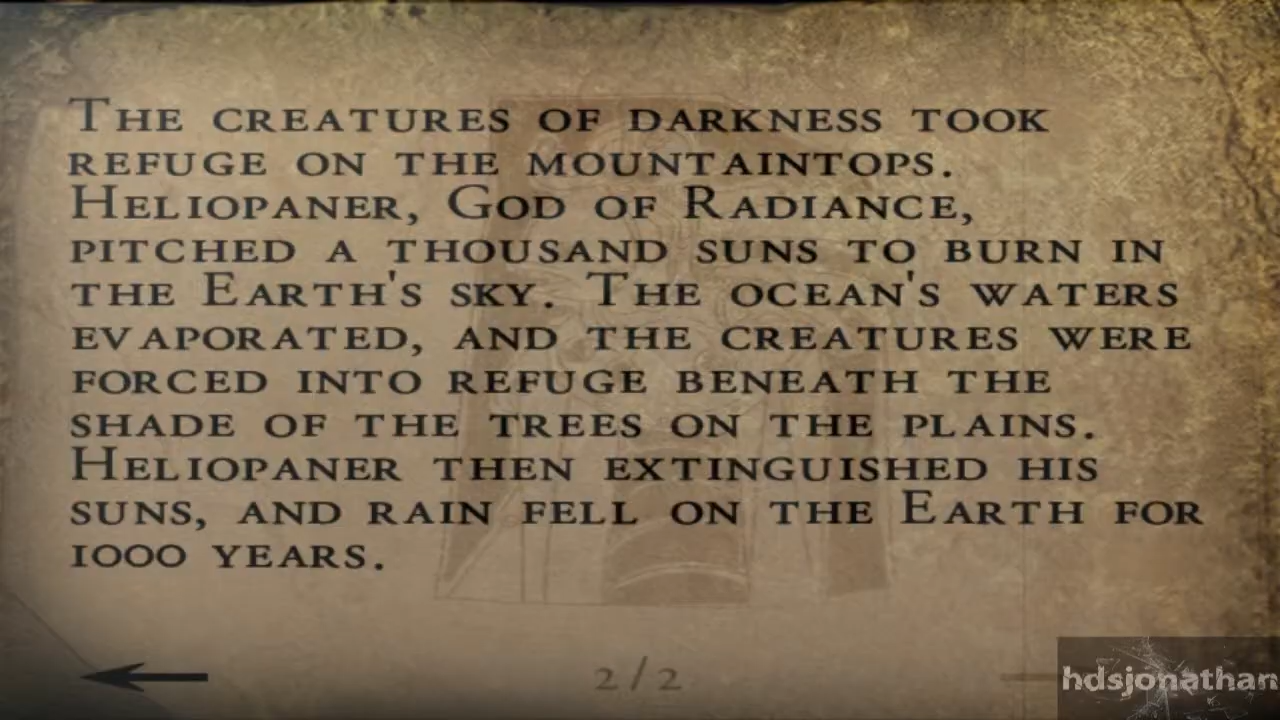 The creatures of darkness took
refuge on the mountaintops.
Heliopaner, God of Radiance,
pitched a thousand suns to burn in
the Earth's sky. The ocean's waters
evaporated, and the creatures were
forced into refuge beneath the
shade of the trees on the plains.
Heliopaner then extinguished his
suns, and rain fell on the Earth for
1000 years.
2/2
hdsjonathan